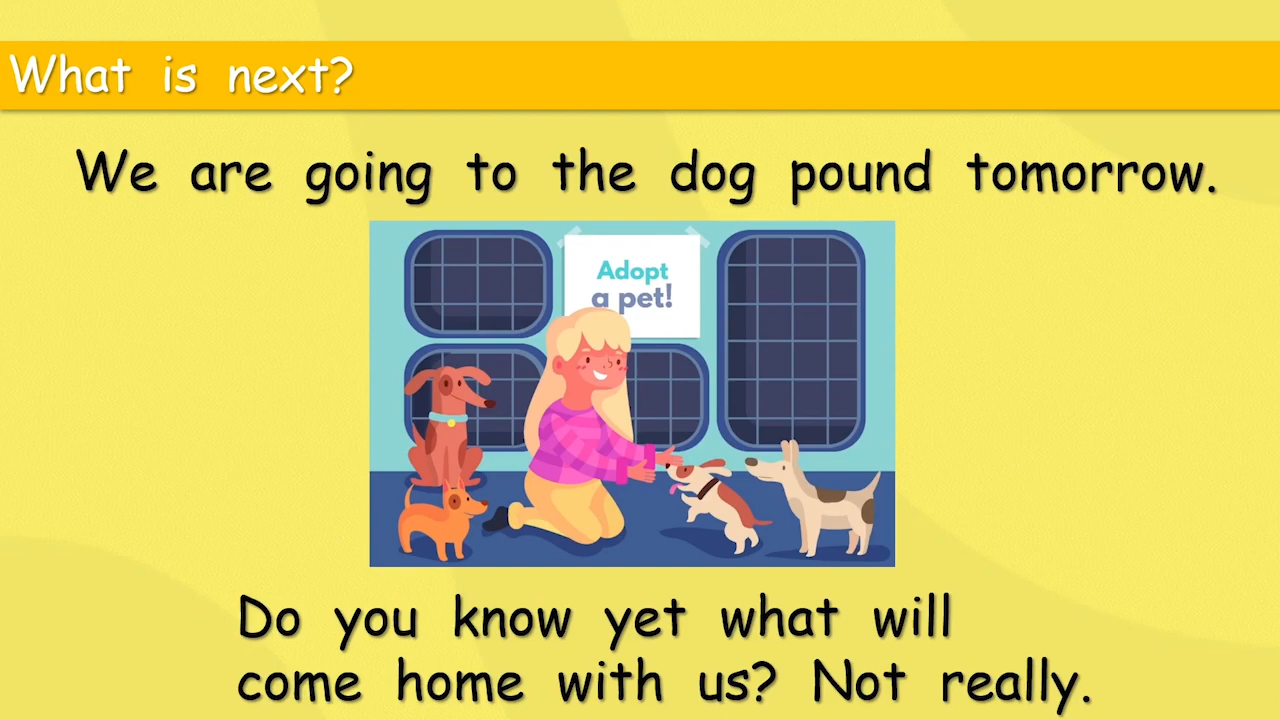 What is next?
We are going to the dog pound tomorrow.
Adopt
a pet!
Do you know yet what will
come home with us? Not really.